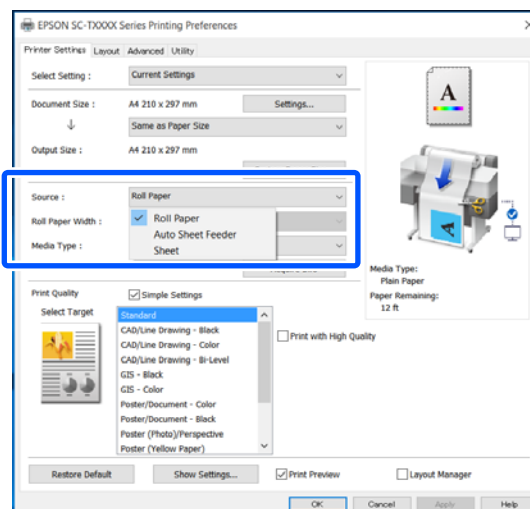 EPSON SC-TXXXX Series Printing Preferences
Printer Settings Layout Advanced Utility
Select Setting : Current Settings
Document Size : A4 210 x 297 mm Settings...
Same as Paper Size
Output Size : A4 210 x 297 mm
Source : Roll Paper
Roll Paper Width : Roll Paper
Auto Sheet Feeder
Media Type : Sheet
A
A
Media Type:
Plain Paper
Paper Remaining:
12 ft
Print Quality Simple Settings
Select Target Standard
CAD/Line Drawing - Black
CAD/Line Drawing - Color
CAD/Line Drawing - Bi-Level
GIS - Black
GIS - Color
Poster/Document - Color
Poster/Document - Black
Poster (Photo)/Perspective
Poster (Yellow Paper)
Print with High Quality
Restore Default Show Settings... Print Preview Layout Manager
OK Cancel Apply Help